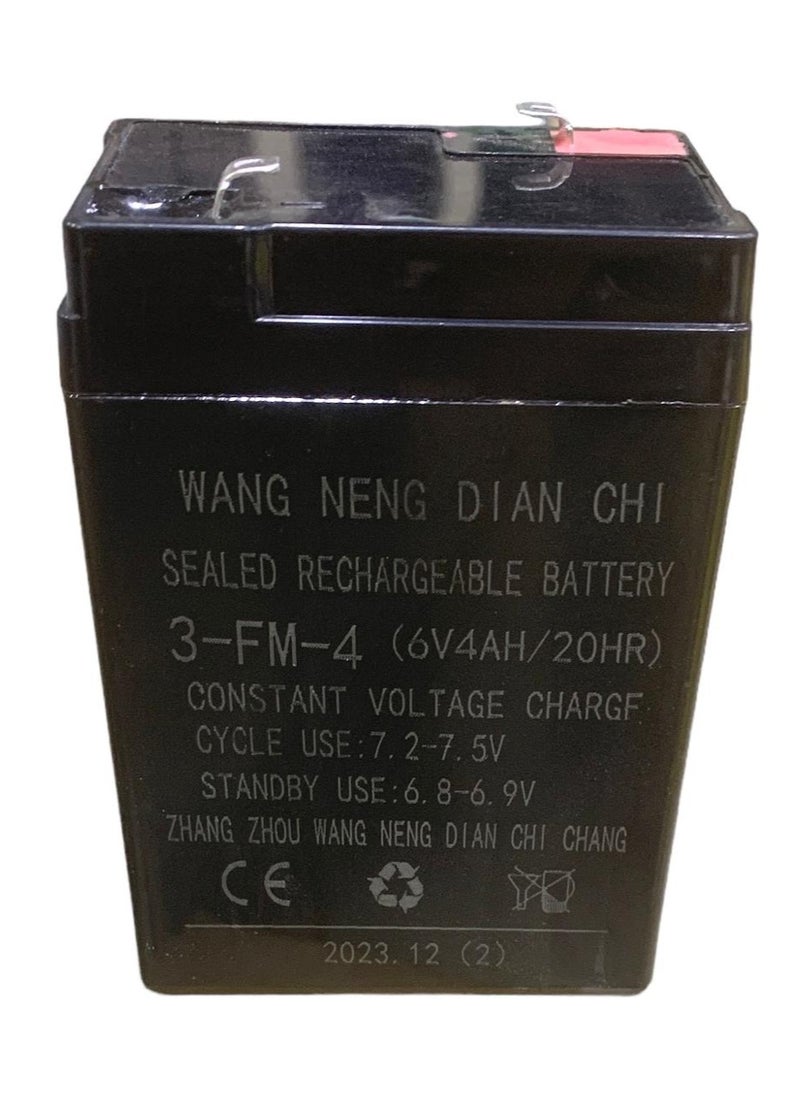 WANG NENG DIAN CHI
SEALED RECHARGEABLE BATTERY
3-FM-4 (6V4AH/20HR)
CONSTANT VOLTAGE CHARGF
CYCLE USE:7.2-7.5V
STANDBY USE:6.8-6.9V
ZHANG ZHOU WANG NENG DIAN CHI CHANG
CE
2023.12 (2)